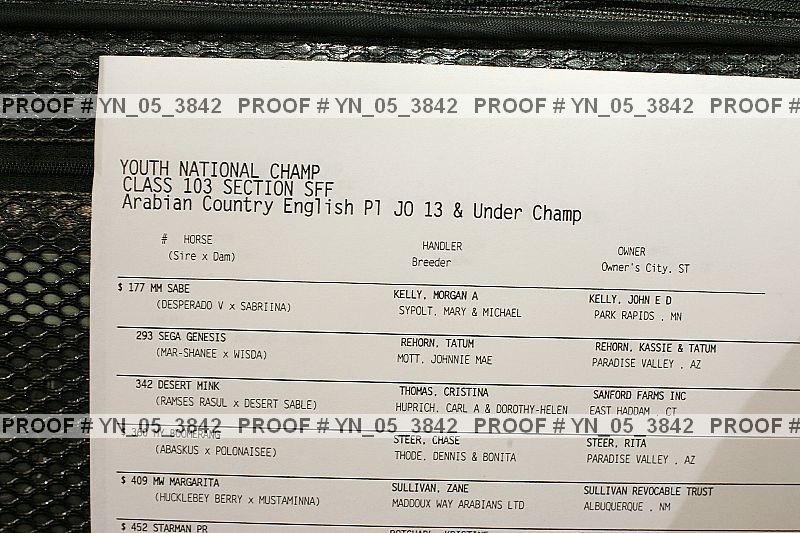 PROOF # YN_05_3842 PROOF # YN_05_3842 PROOF # YN_05_3842
YOUTH NATIONAL CHAMP
CLASS 103 SECTION SFF
Arabian Country English Pl JO 13 & Under Champ
# HORSE HANDLER OWNER
(Sire x Dam) Breeder Owner's City, ST
$ 177 MM SABE KELLY, MORGAN A KELLY, JOHN E D
(DESPERADO V x SABRIINA) SYPOLT, MARY & MICHAEL PARK RAPIDS , MN
293 SEGA GENESIS REHORN, TATUM REHORN, KASSIE & TATUM
(MAR-SHANEE x WISDA) MOTT, JOHNNIE MAE PARADISE VALLEY , AZ
342 DESERT MINK THOMAS, CRISTINA SANFORD FARMS INC
(RAMSES RASUL x DESERT SABLE) HUPRICH, CARL A & DOROTHY-HELEN EAST HADDAM , CT
PROOF # YN_05_3842 PROOF # YN_05_3842 PROOF # YN_05_3842
$ MY BOOMERANG STEER, CHASE STEER, RITA
(ABASKUS x POLONAISEE) THODE, DENNIS & BONITA PARADISE VALLEY , AZ
$ 409 MW MARGARITA SULLIVAN, ZANE SULLIVAN REVOCABLE TRUST
(HUCKLEBEY BERRY x MUSTAMINNA) MADDOUX WAY ARABIANS LTD ALBUQUERQUE , NM
$ 452 STARMAN PR